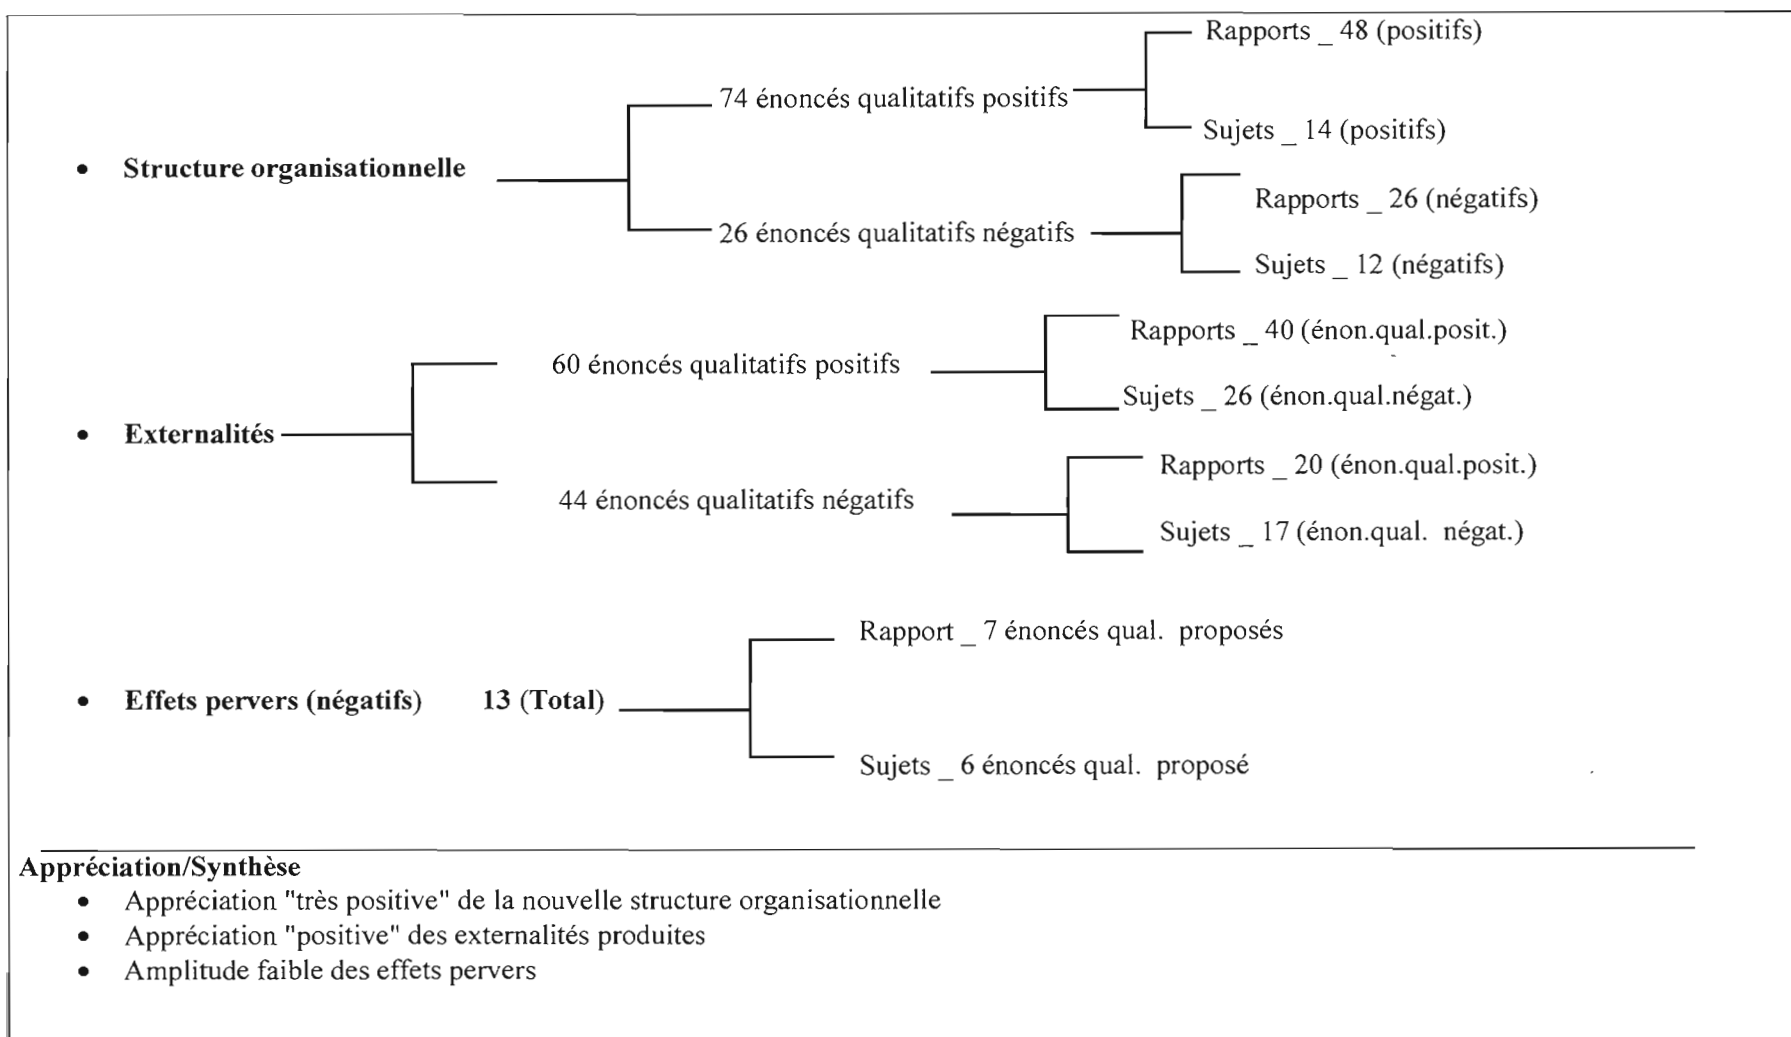 Rapports _ 48 (positifs)
74 énoncés qualitatifs positifs
Sujets _ 14 (positifs)
• Structure organisationnelle
Rapports _ 26 (négatifs)
26 énoncés qualitatifs négatifs
Sujets _ 12 (négatifs)
Rapports _ 40 (énon.qual.posit.)
60 énoncés qualitatifs positifs
Sujets _ 26 (énon.qual.négat.)
• Externalités
Rapports _ 20 (énon.qual.posit.)
44 énoncés qualitatifs négatifs
Sujets _ 17 (énon.qual. négat.)
Rapport _ 7 énoncés qual. proposés
• Effets pervers (négatifs) 13 (Total)
Sujets _ 6 énoncés qual. proposé
Appréciation/Synthèse
• Appréciation "très positive" de la nouvelle structure organisationnelle
• Appréciation "positive" des externalités produites
• Amplitude faible des effets pervers